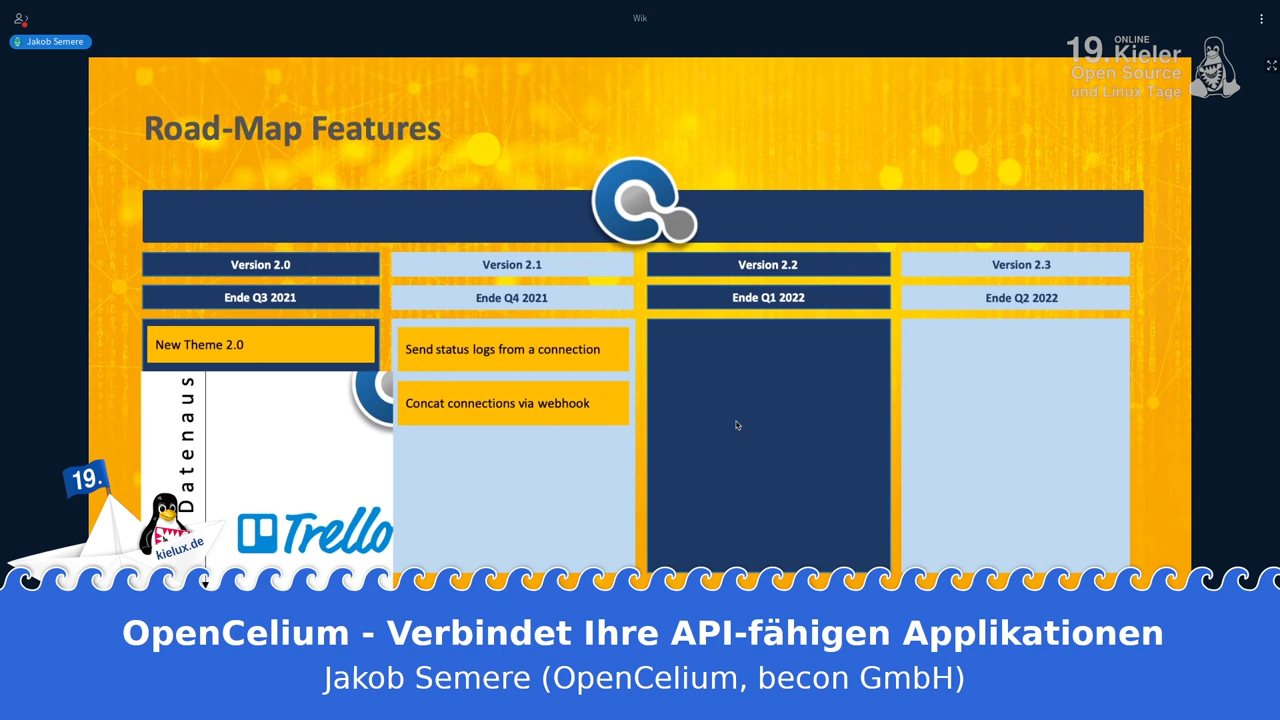 Wik
Jakob Semere
19. ONLINE
Kieler
Open Source
und Linux Tage
Road-Map Features
Version 2.0
Version 2.1
Version 2.2
Version 2.3
Ende Q3 2021
Ende Q4 2021
Ende Q1 2022
Ende Q2 2022
New Theme 2.0
Send status logs from a connection
Concat connections via webhook
Datenaus
Trello
19.
kielux.de
OpenCelium - Verbindet Ihre API-fähigen Applikationen
Jakob Semere (OpenCelium, becon GmbH)